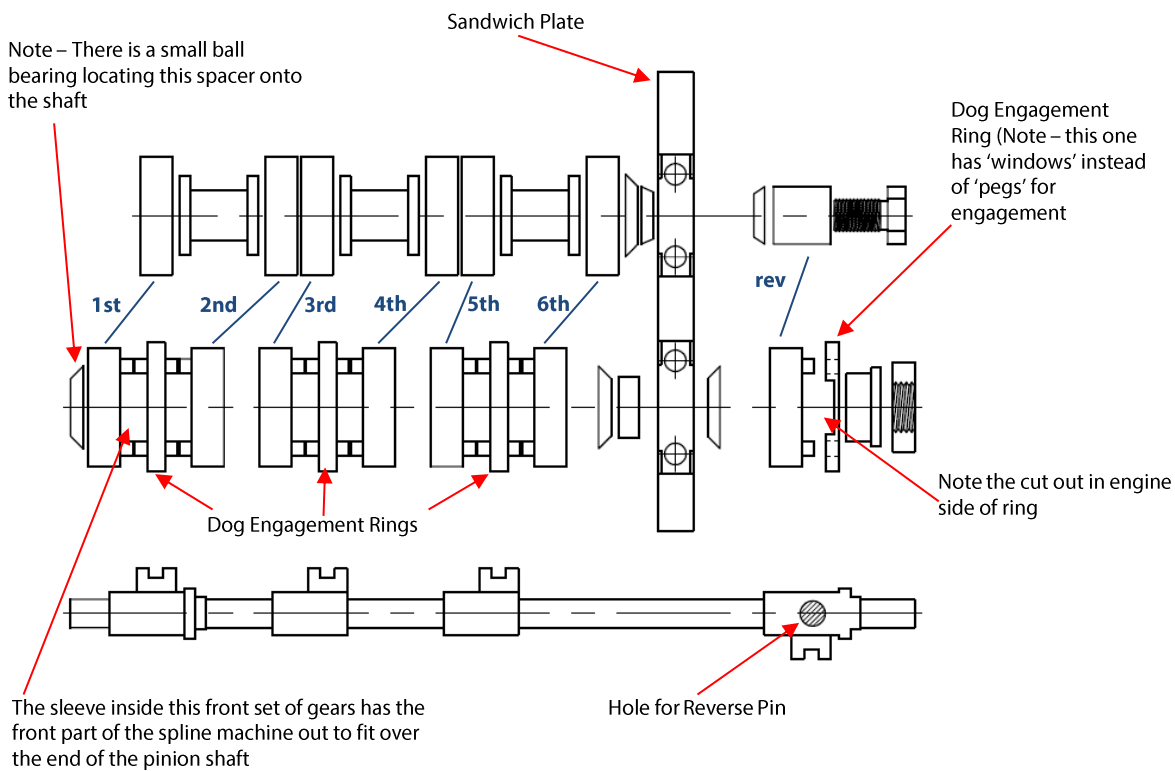 Sandwich Plate
Note – There is a small ball
bearing locating this spacer onto
the shaft
Dog Engagement
Ring (Note – this one
has ‘windows’ instead
of ‘pegs’ for
engagement
1st
2nd
3rd
4th
5th
6th
rev
Note the cut out in engine
side of ring
Dog Engagement Rings
The sleeve inside this front set of gears has the
front part of the spline machine out to fit over
the end of the pinion shaft
Hole for Reverse Pin